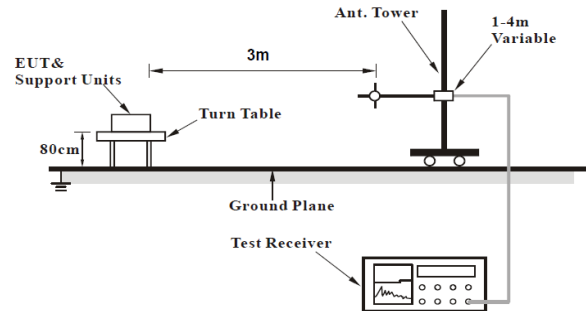 Ant. Tower
1-4m
Variable
3m
EUT&
Support Units
Turn Table
80cm
Ground Plane
Test Receiver